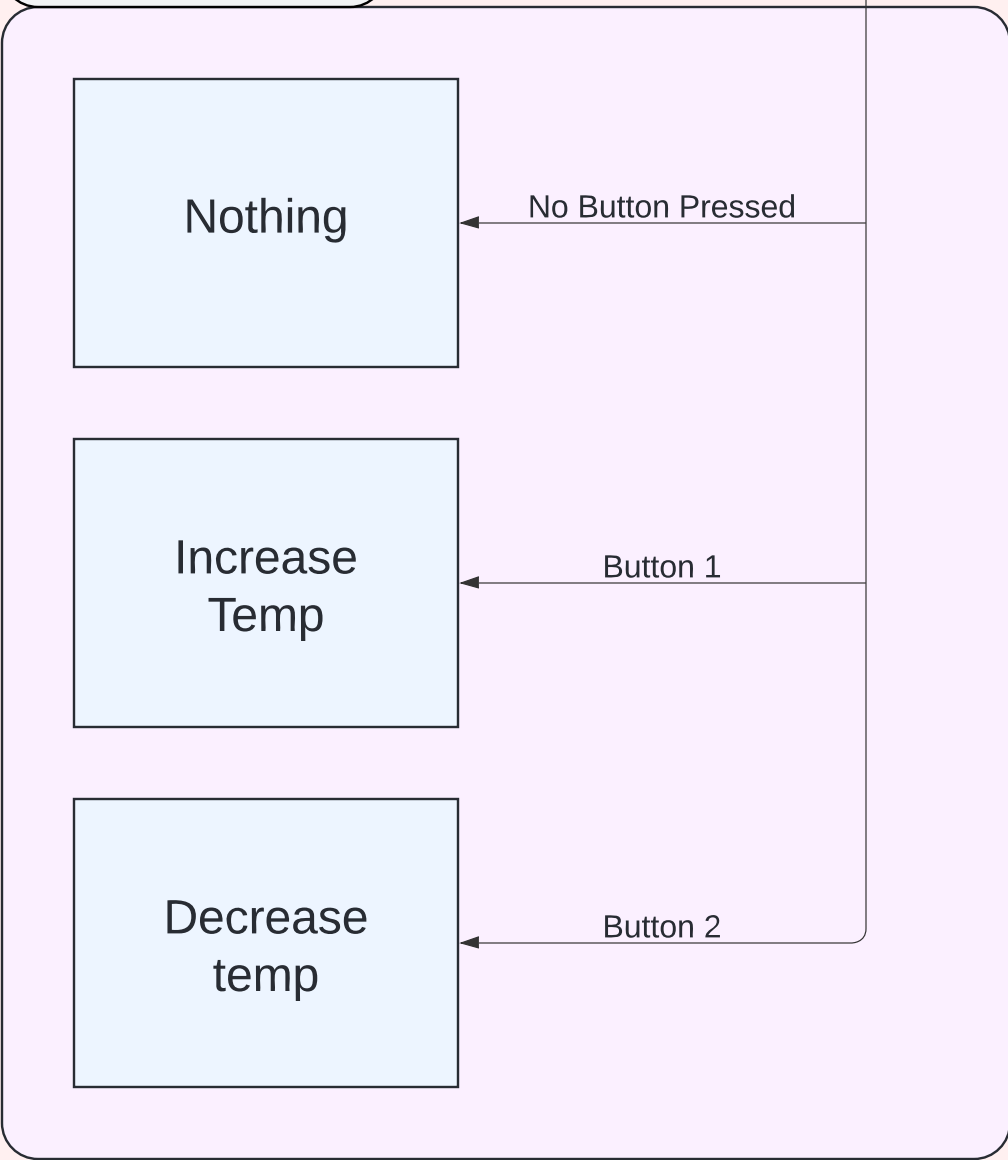 Nothing
No Button Pressed
Increase
Temp
Button 1
Decrease
temp
Button 2